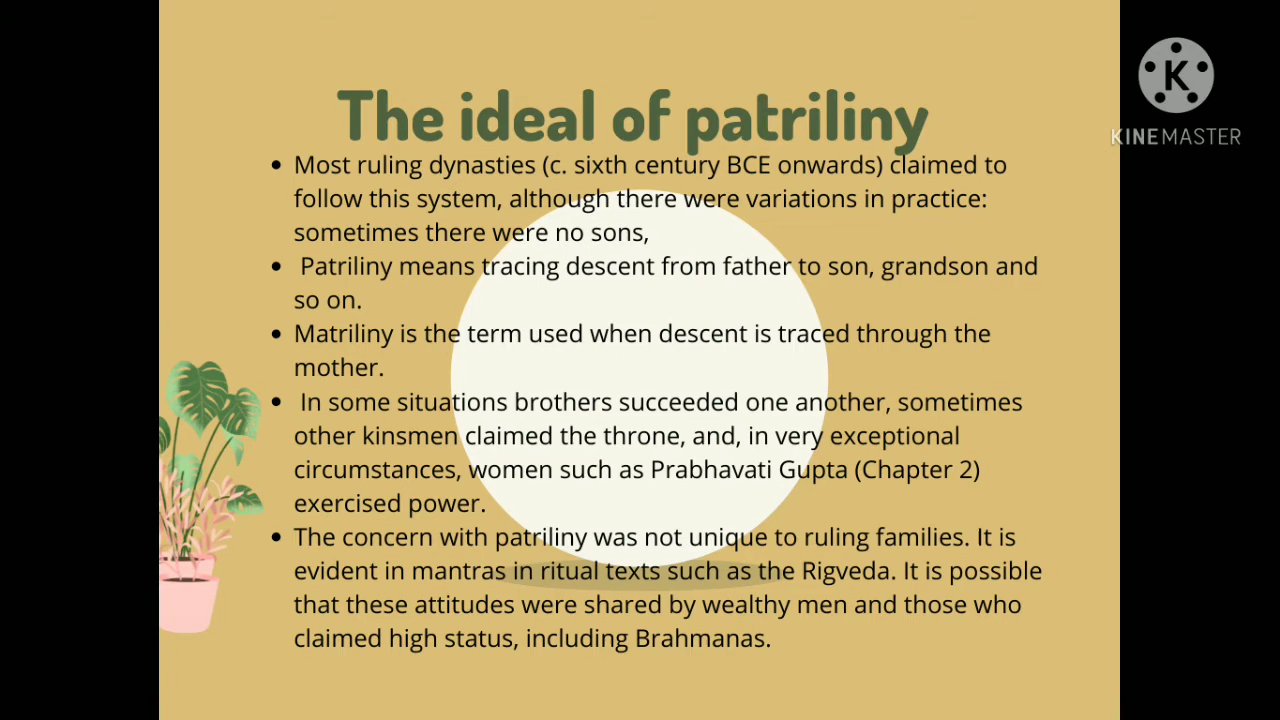 The ideal of patriliny
• Most ruling dynasties (c. sixth century BCE onwards) claimed to
follow this system, although there were variations in practice:
sometimes there were no sons,
• Patriliny means tracing descent from father to son, grandson and
so on.
• Matriliny is the term used when descent is traced through the
mother.
• In some situations brothers succeeded one another, sometimes
other kinsmen claimed the throne, and, in very exceptional
circumstances, women such as Prabhavati Gupta (Chapter 2)
exercised power.
• The concern with patriliny was not unique to ruling families. It is
evident in mantras in ritual texts such as the Rigveda. It is possible
that these attitudes were shared by wealthy men and those who
claimed high status, including Brahmanas.
K
KINEMASTER